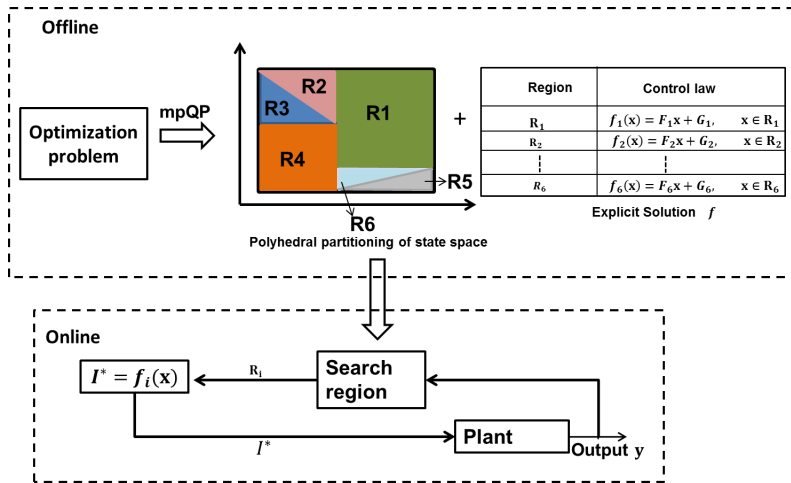 Offline
mpQP
Optimization
problem
R2
R3
R1
R4
R5
R6
Polyhedral partitioning of state space
+
Region Control law
R₁ f₁(x) = F₁x + G₁, x ∈ R₁
R₂ f₂(x) = F₂x + G₂, x ∈ R₂
R₆ f₆(x) = F₆x + G₆, x ∈ R₆
Explicit Solution f
Online
I* = fᵢ(x)
Rᵢ
Search
region
I*
Plant
Output y